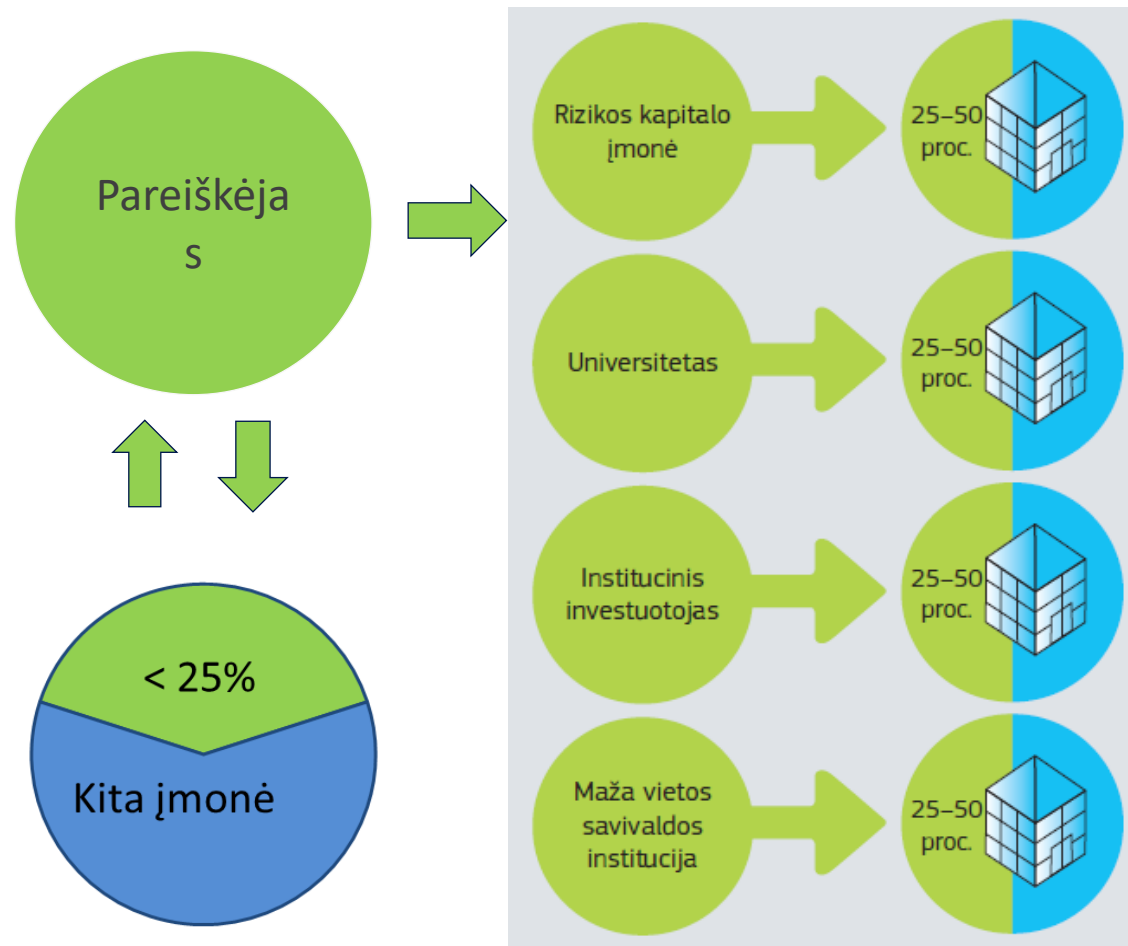 Pareiškėja
s
< 25%
Kita įmonė
Rizikos kapitalo
įmonė
25–50
proc.
Universitetas
25–50
proc.
Institucinis
investuotojas
25–50
proc.
Maža vietos
savivaldos
institucija
25–50
proc.